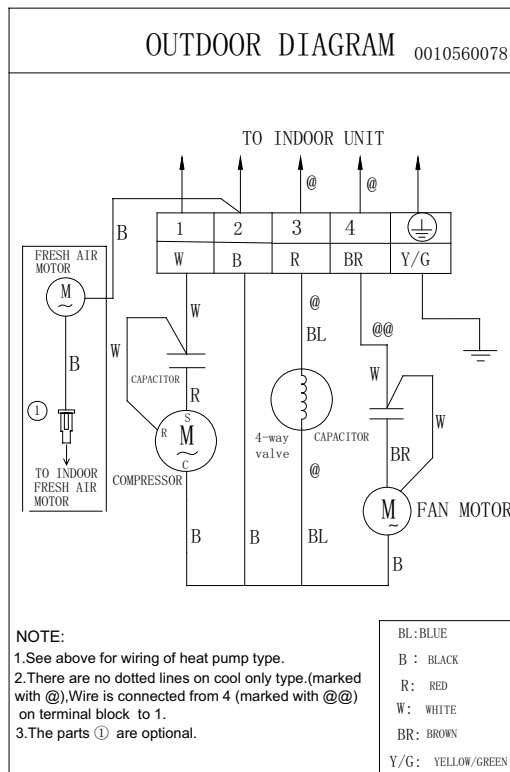 OUTDOOR DIAGRAM 0010560078
TO INDOOR UNIT
@ @
B
1 2 3 4
W B R BR Y/G
FRESH AIR
MOTOR
M
~
B
①
TO INDOOR
FRESH AIR
MOTOR
W
W
CAPACITOR
R
S
R M
~
C
COMPRESSOR
B
B
@
BL
4-way
valve
@
BL
@@
W
CAPACITOR
W
BR
M
~
FAN MOTOR
B
NOTE:
1.See above for wiring of heat pump type.
2.There are no dotted lines on cool only type.(marked
with @),Wire is connected from 4 (marked with @@)
on terminal block to 1.
3.The parts ① are optional.
BL:BLUE
B : BLACK
R: RED
W: WHITE
BR: BROWN
Y/G: YELLOW/GREEN